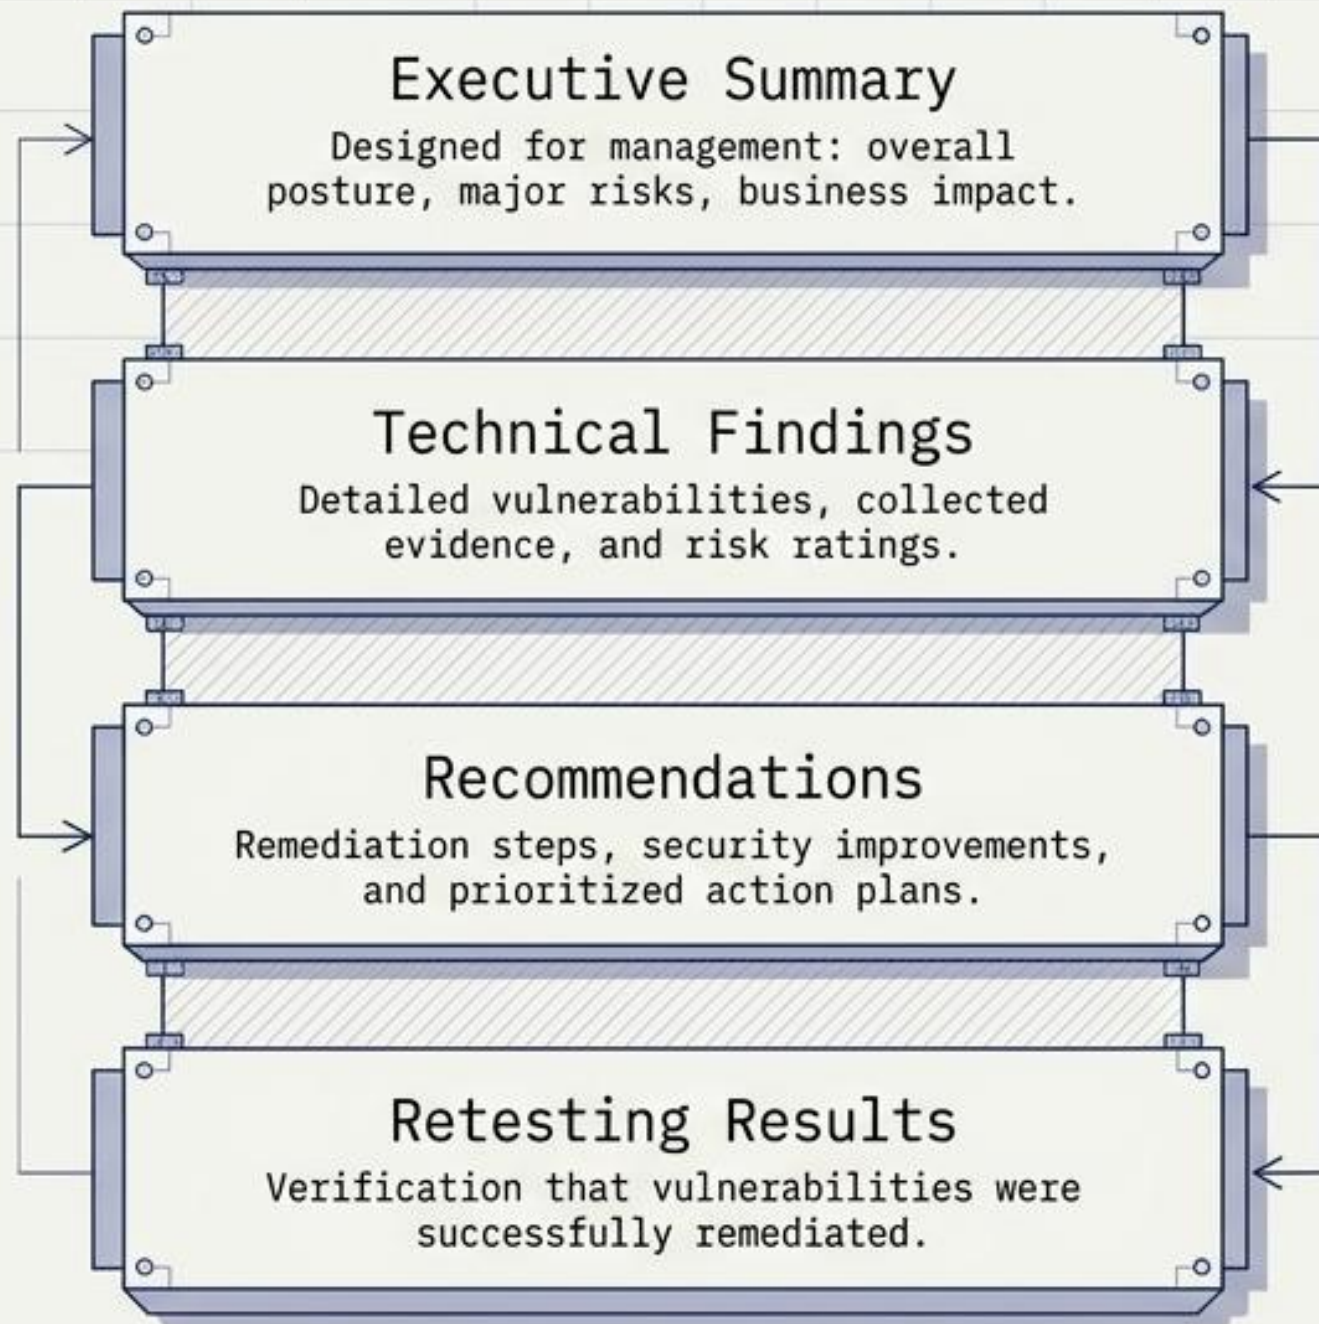 Executive Summary
Designed for management: overall
posture, major risks, business impact.
Technical Findings
Detailed vulnerabilities, collected
evidence, and risk ratings.
Recommendations
Remediation steps, security improvements,
and prioritized action plans.
Retesting Results
Verification that vulnerabilities were
successfully remediated.